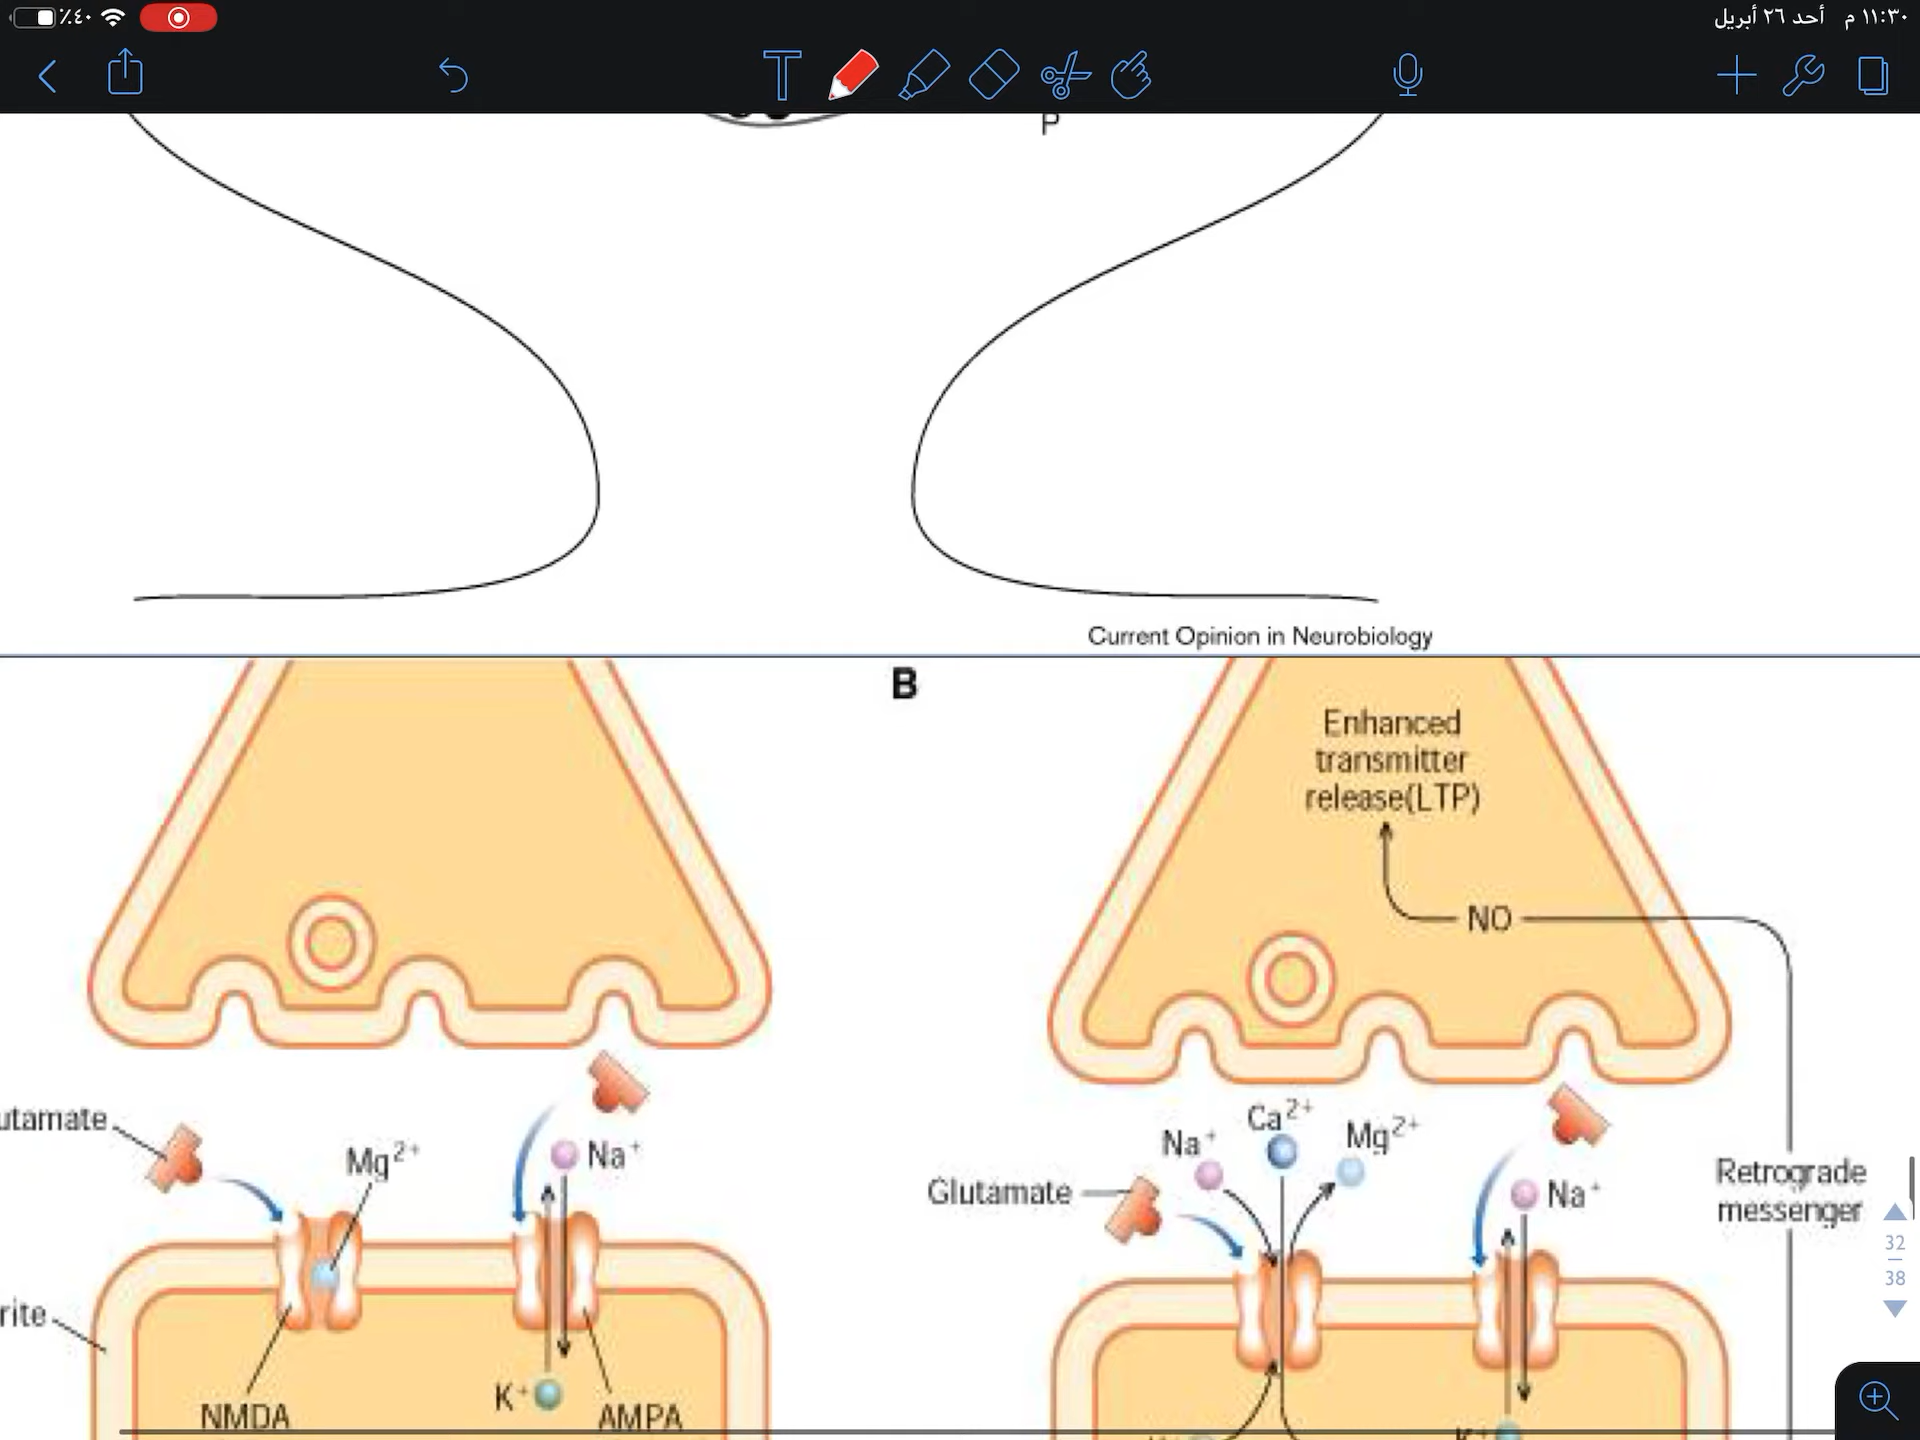 ٪٤٠
١١:٣٠ م أحد ٢٦ أبريل
P
Current Opinion in Neurobiology
B
Enhanced
transmitter
release(LTP)
NO
utamate
Mg2+
Na+
Na+
Ca2+
Mg2+
Glutamate
Na+
Retrograde
messenger
32
38
rite
K+
NMDA
AMPA
K+